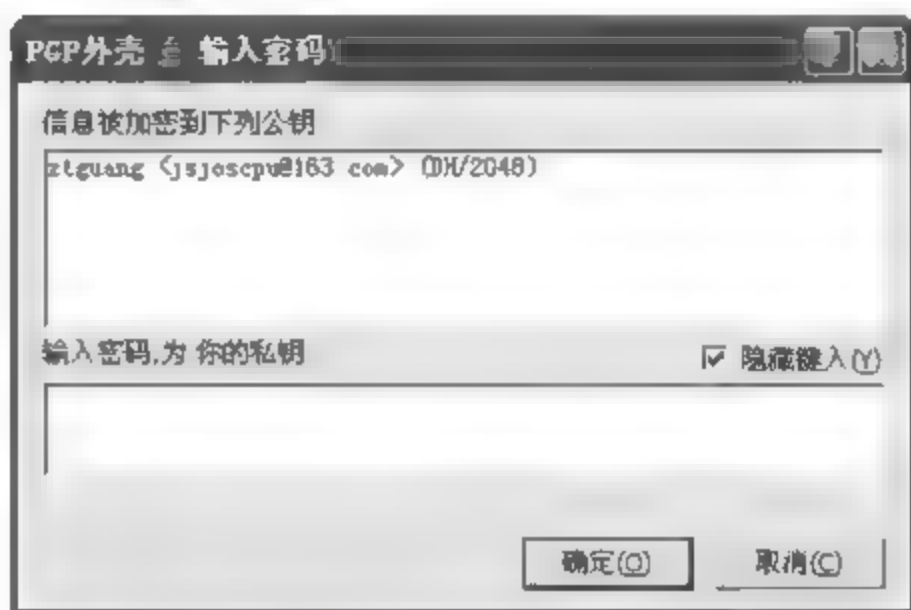 PGP外壳 输入密码
信息被加密到下列公钥
ztguang <jsjoscpu@163 com> (DH/2048)
输入密码,为 你的私钥
隐藏键入(Y)
确定(O)
取消(C)